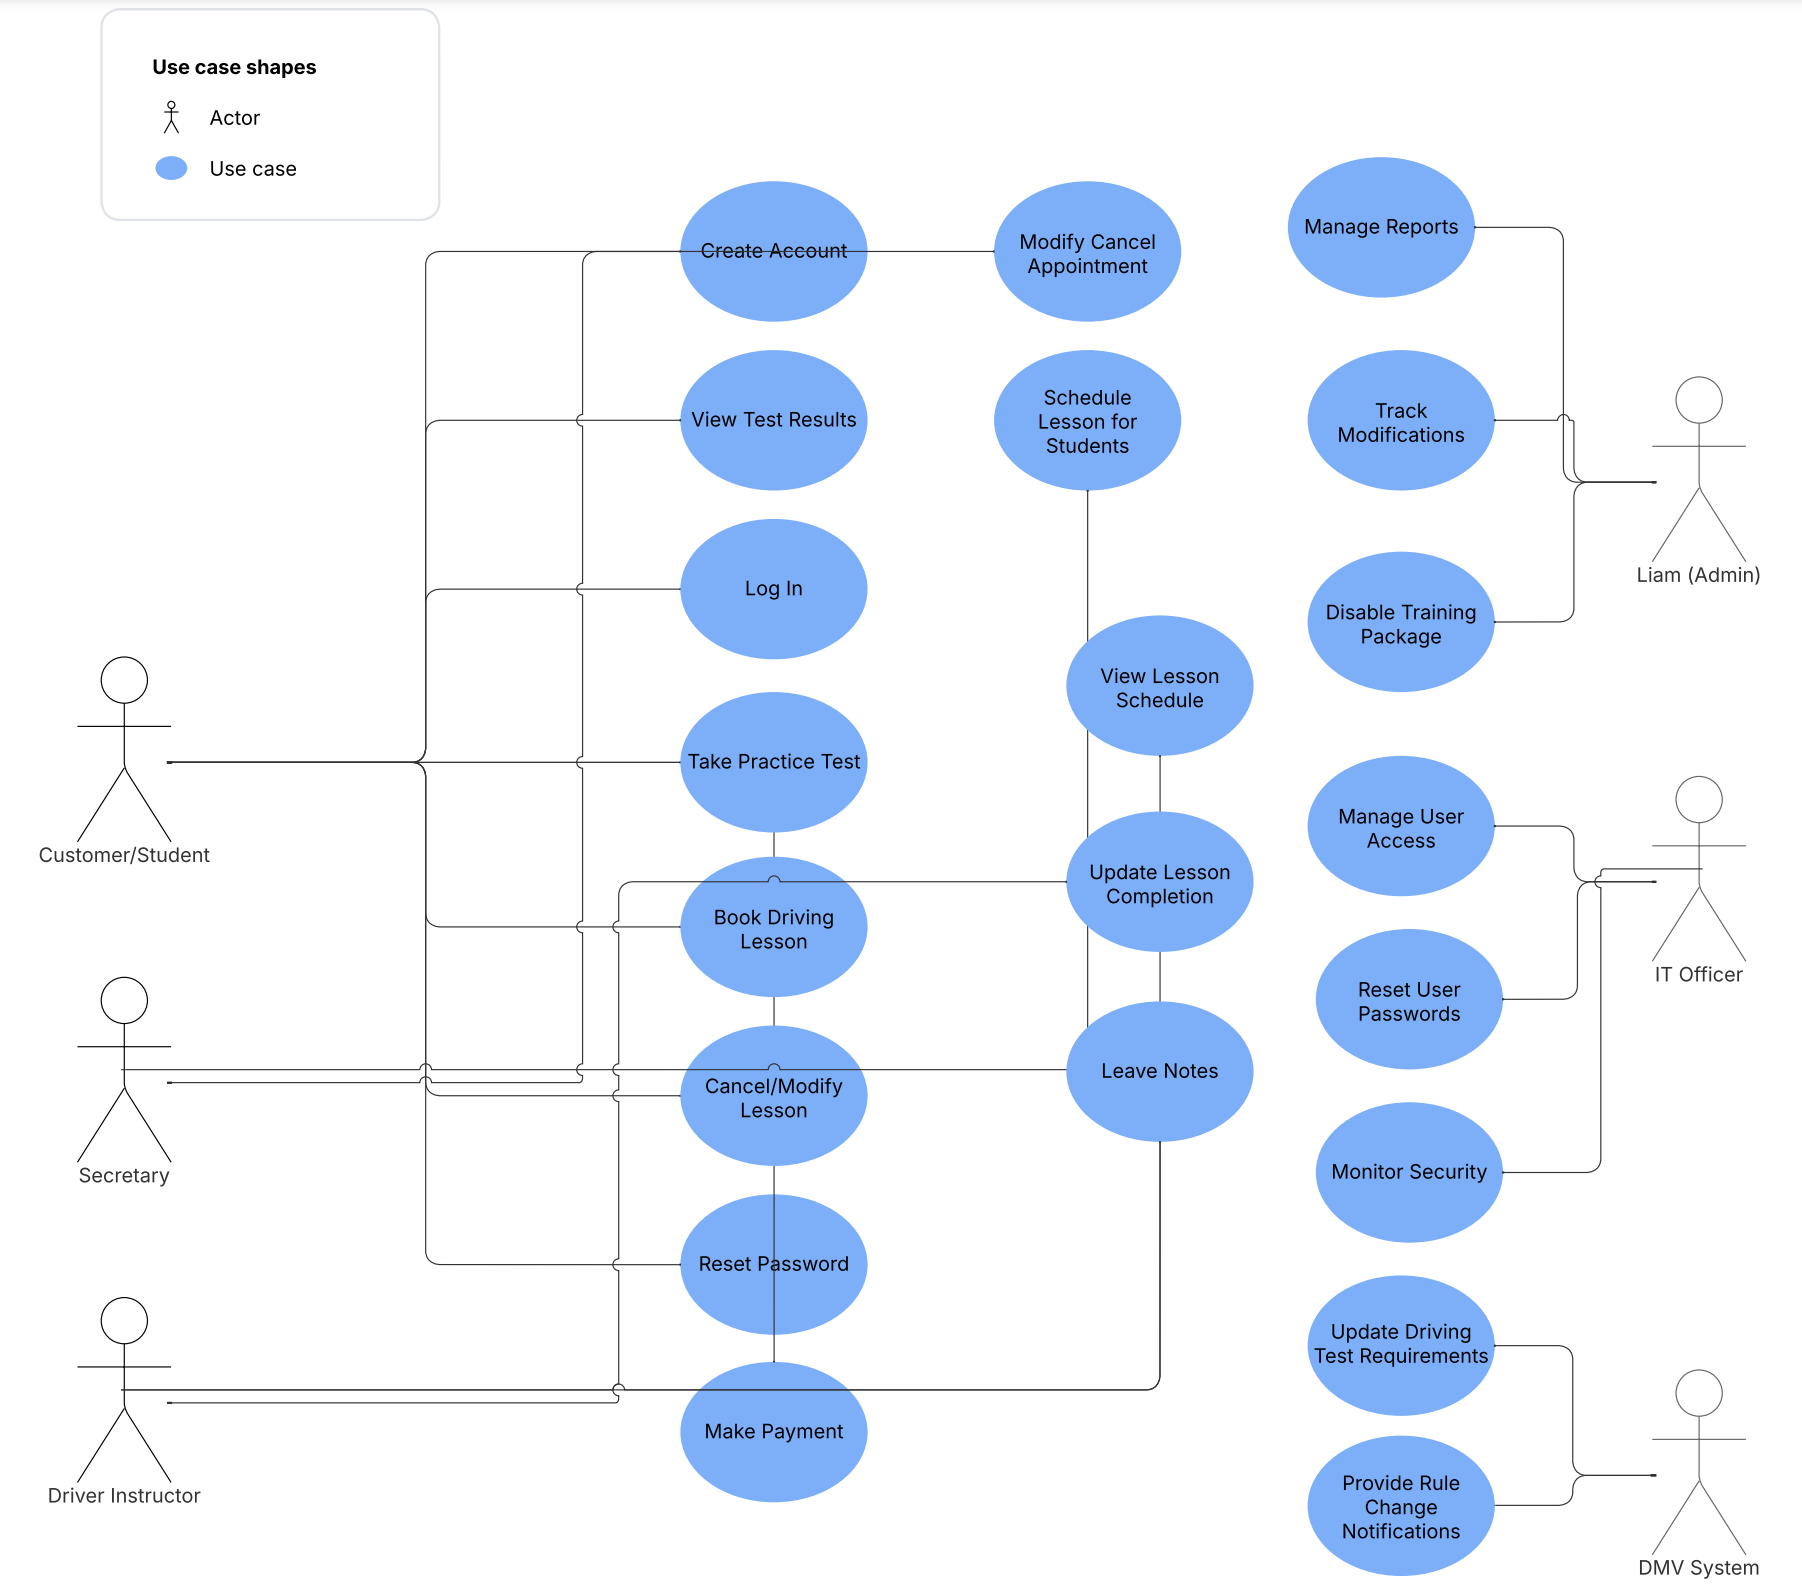 Use case shapes
Actor
Use case
Create Account
View Test Results
Log In
Take Practice Test
Book Driving
Lesson
Cancel/Modify
Lesson
Reset Password
Make Payment
Modify Cancel
Appointment
Schedule
Lesson for
Students
View Lesson
Schedule
Update Lesson
Completion
Leave Notes
Manage Reports
Track
Modifications
Disable Training
Package
Manage User
Access
Reset User
Passwords
Monitor Security
Update Driving
Test Requirements
Provide Rule
Change
Notifications
Customer/Student
Secretary
Driver Instructor
Liam (Admin)
IT Officer
DMV System